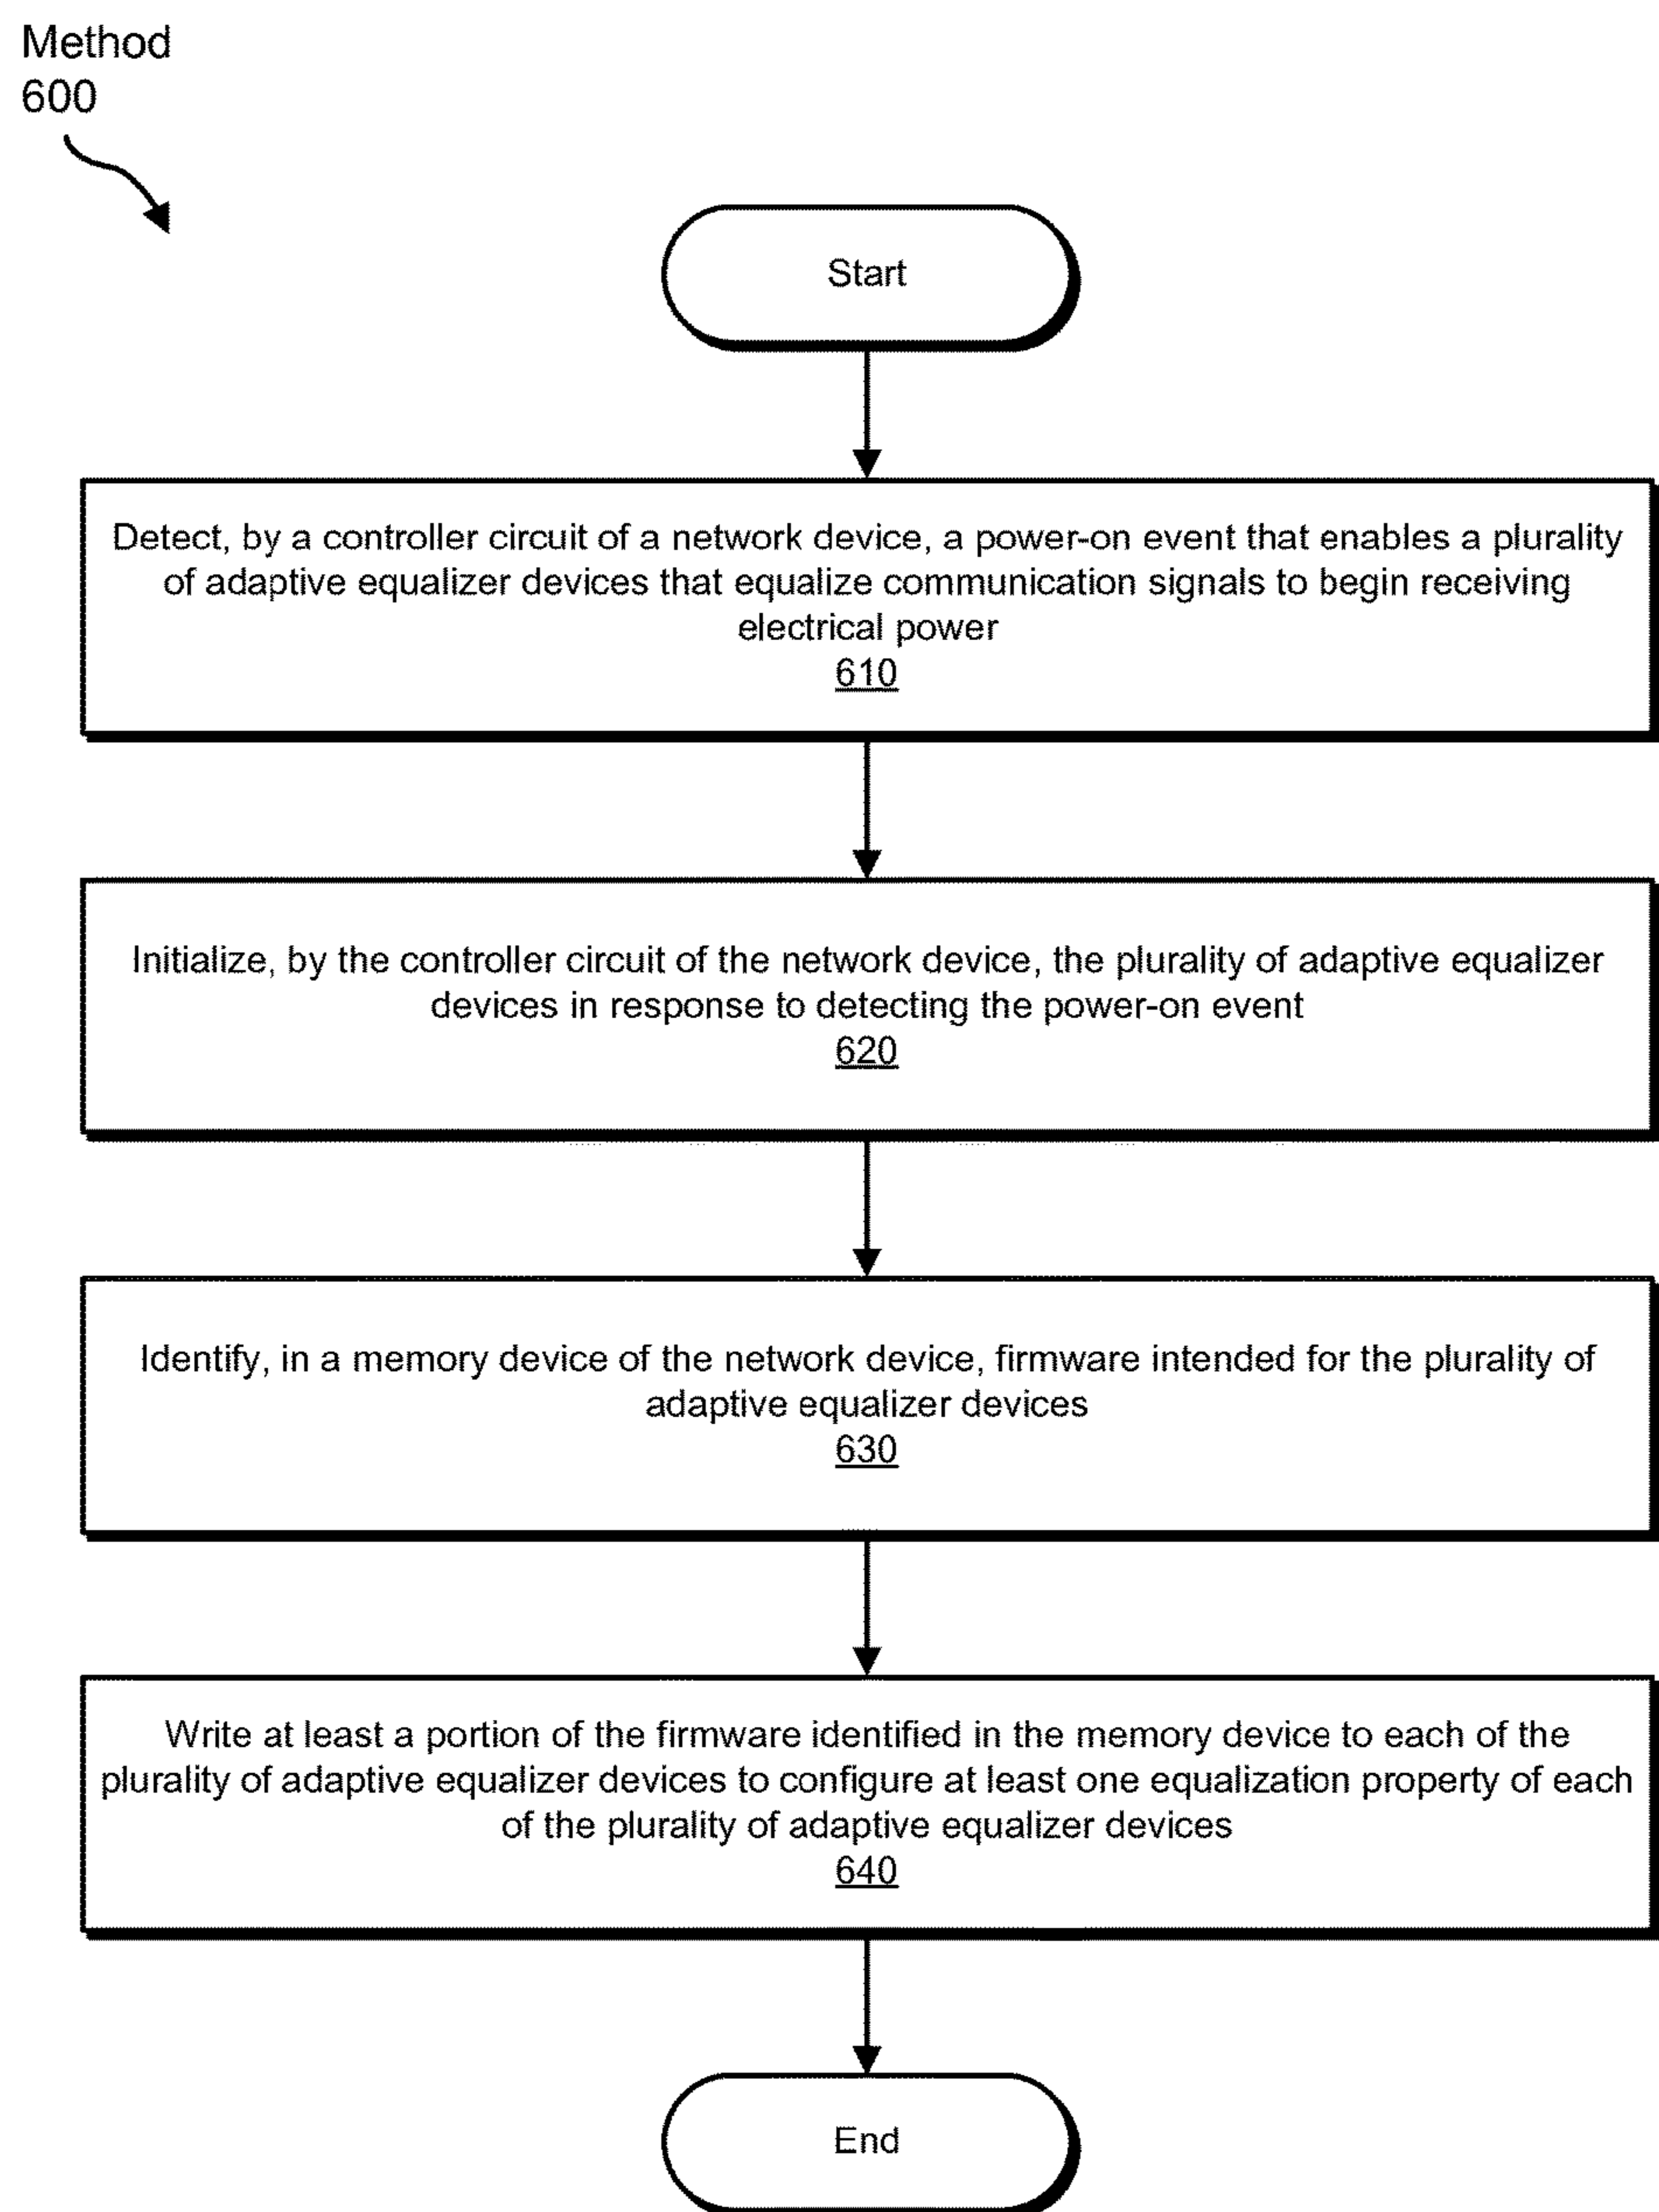 Method
600
Start
Detect, by a controller circuit of a network device, a power-on event that enables a plurality
of adaptive equalizer devices that equalize communication signals to begin receiving
electrical power
610
Initialize, by the controller circuit of the network device, the plurality of adaptive equalizer
devices in response to detecting the power-on event
620
Identify, in a memory device of the network device, firmware intended for the plurality of
adaptive equalizer devices
630
Write at least a portion of the firmware identified in the memory device to each of the
plurality of adaptive equalizer devices to configure at least one equalization property of each
of the plurality of adaptive equalizer devices
640
End